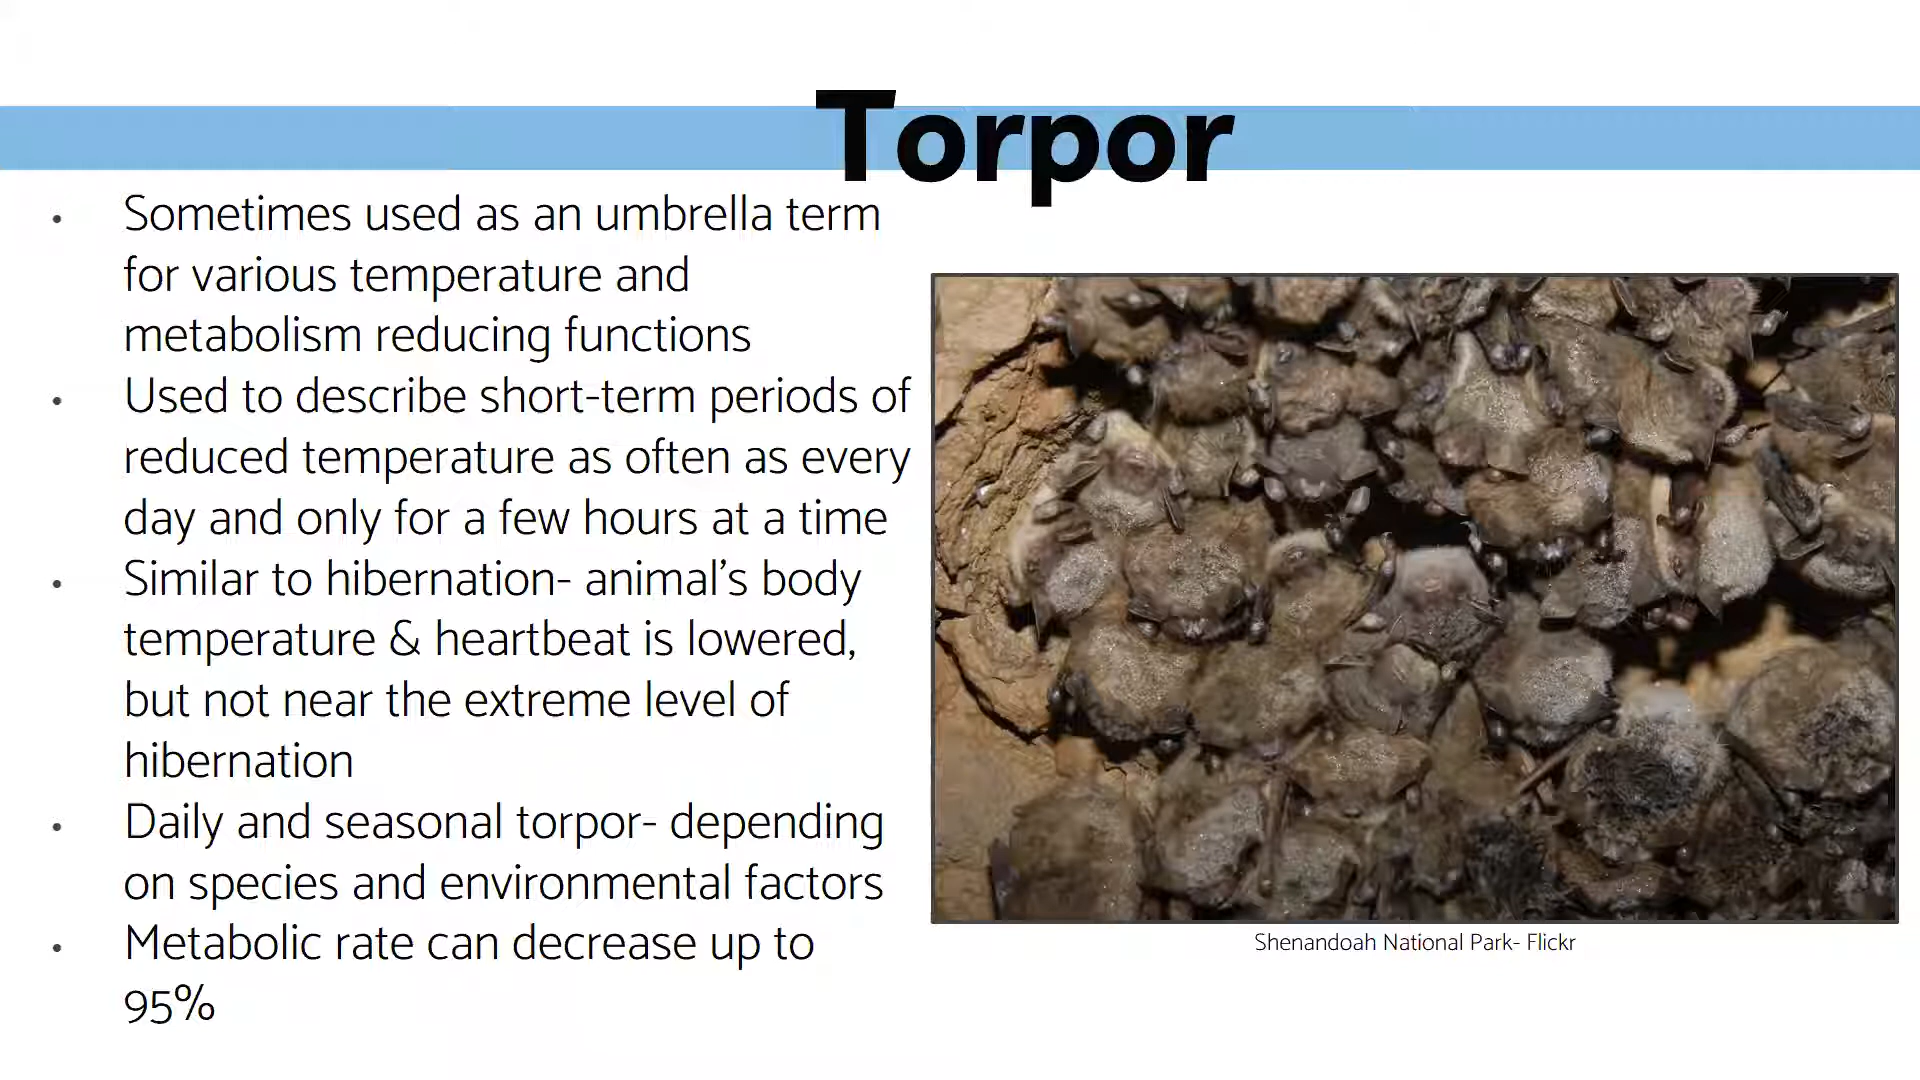 Torpor
• Sometimes used as an umbrella term
for various temperature and
metabolism reducing functions
• Used to describe short-term periods of
reduced temperature as often as every
day and only for a few hours at a time
• Similar to hibernation- animal’s body
temperature & heartbeat is lowered,
but not near the extreme level of
hibernation
• Daily and seasonal torpor- depending
on species and environmental factors
• Metabolic rate can decrease up to
95%
Shenandoah National Park- Flickr